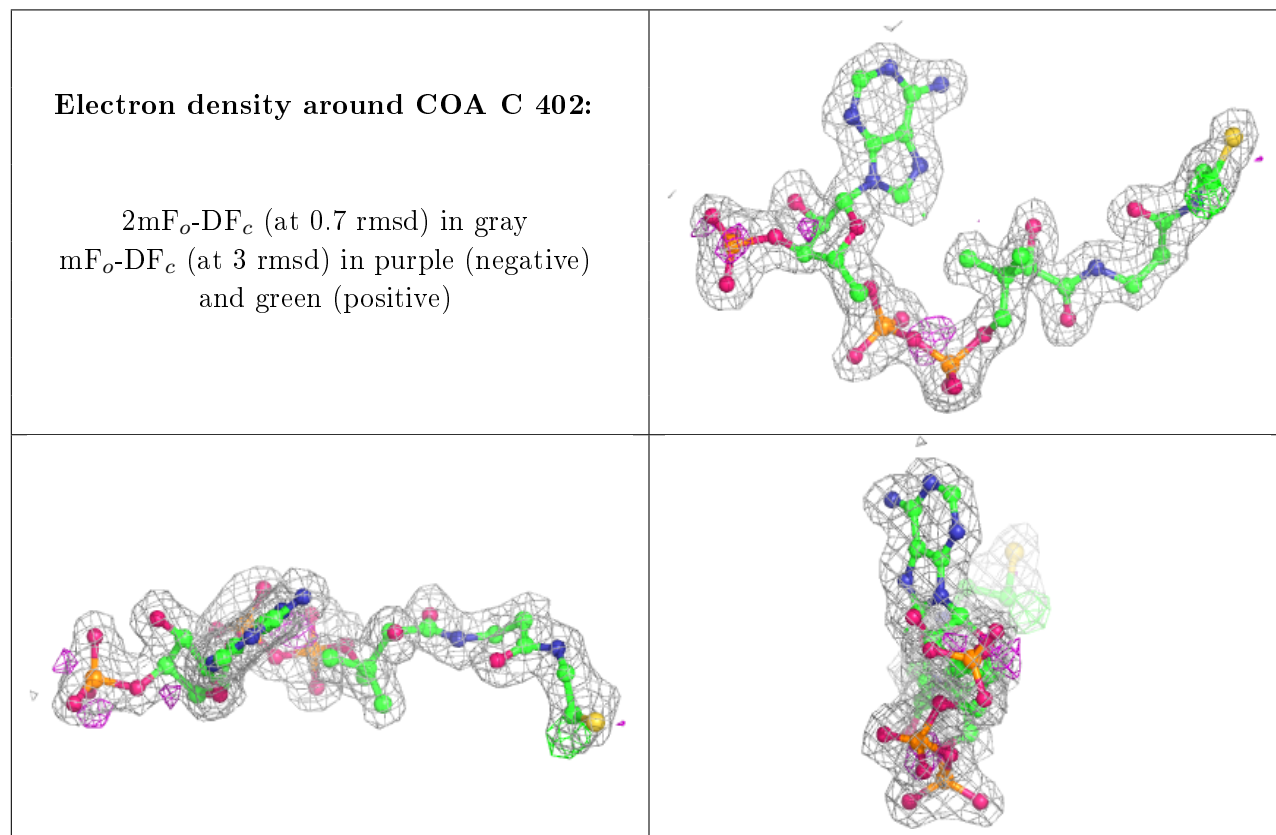 Electron density around COA C 402:
2mFₒ-DF𝒸 (at 0.7 rmsd) in gray
mFₒ-DF𝒸 (at 3 rmsd) in purple (negative)
and green (positive)